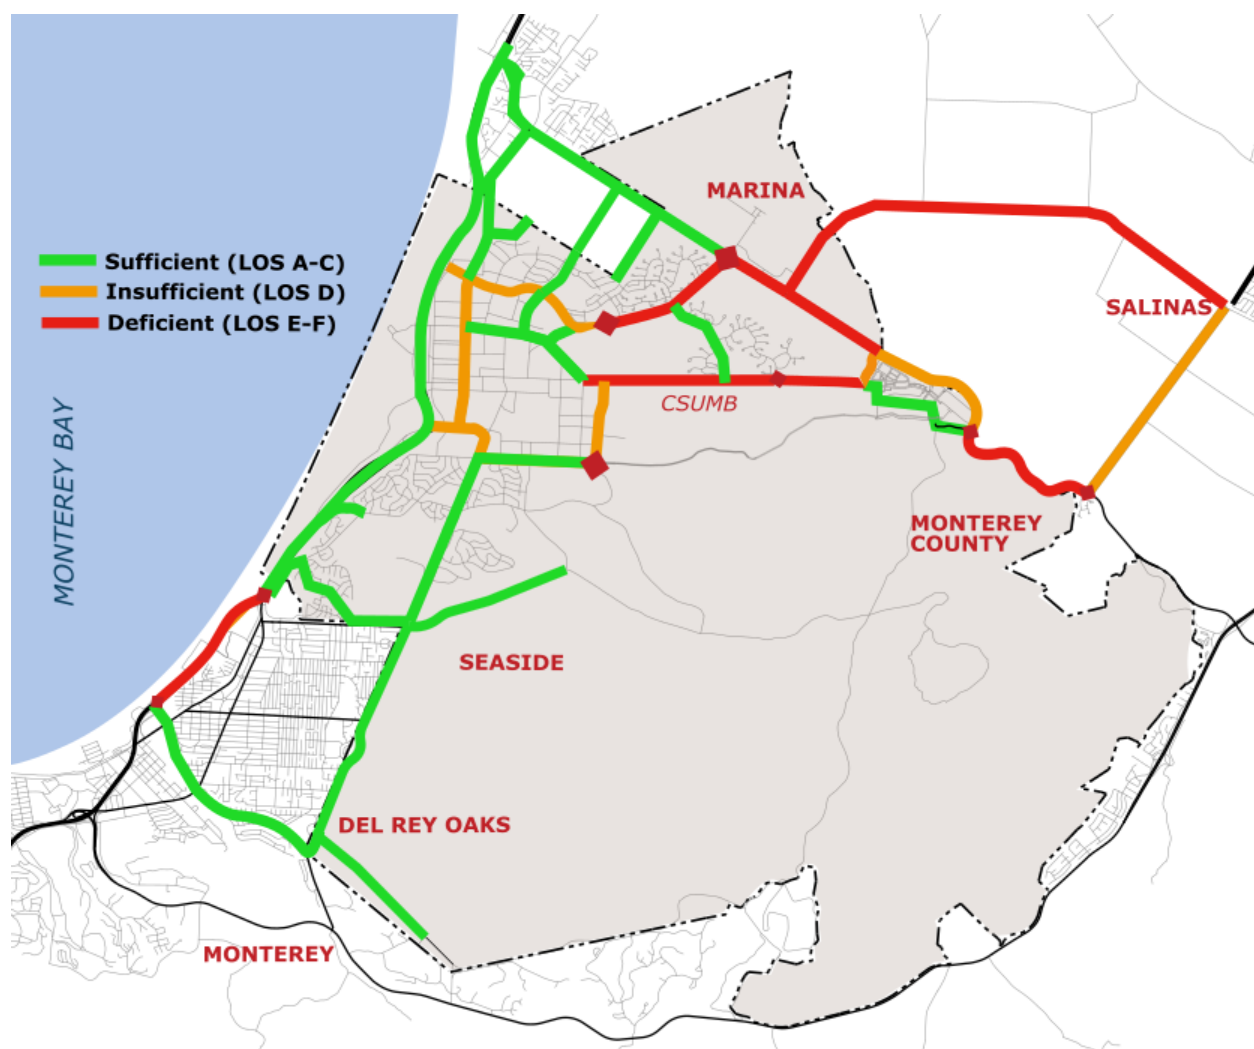 MARINA
Sufficient (LOS A-C)
Insufficient (LOS D)
Deficient (LOS E-F)
SALINAS
CSUMB
MONTEREY BAY
MONTEREY
COUNTY
SEASIDE
DEL REY OAKS
MONTEREY